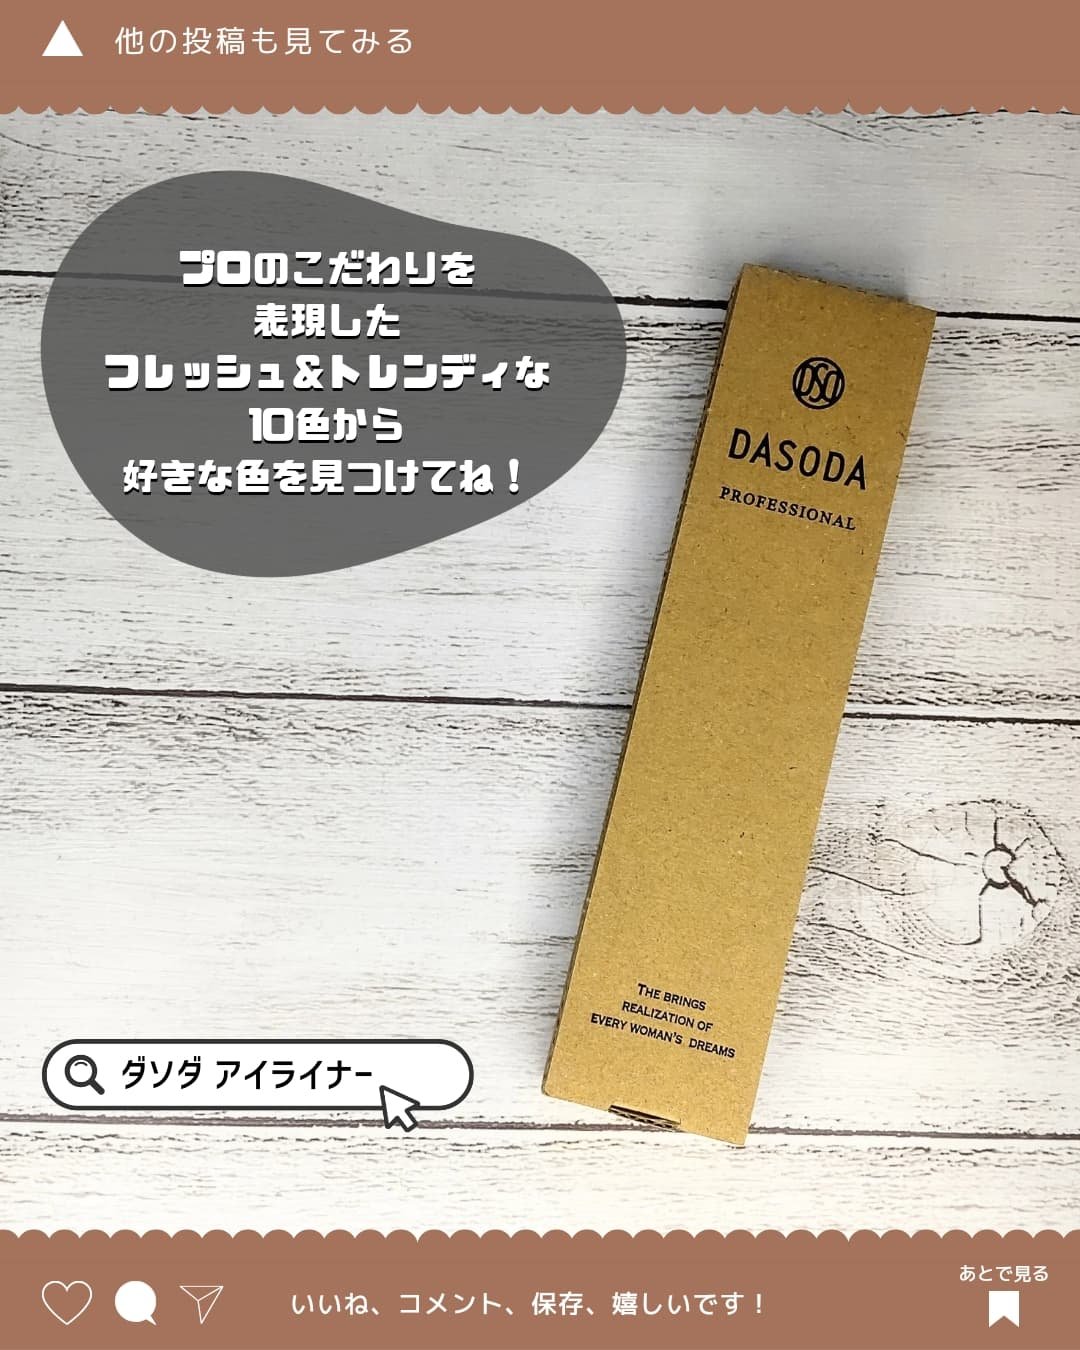 他の投稿も見てみる
プロのこだわりを
表現した
フレッシュ&トレンディな
10色から
好きな色を見つけてね！
DSD
DASODA
PROFESSIONAL
THE BRINGS
REALIZATION OF
EVERY WOMAN'S DREAMS
ダソダ アイライナー
あとで見る
いいね、コメント、保存、嬉しいです！